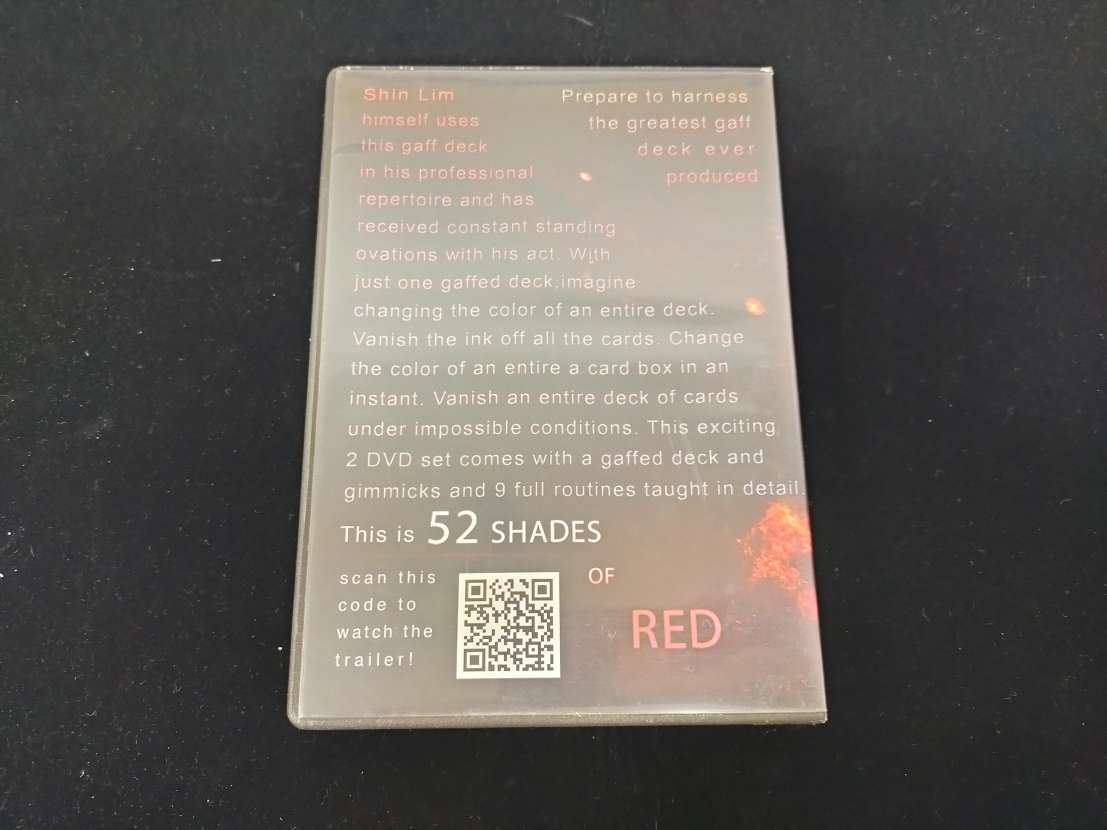 Shin Lim
himself uses
this gaff deck
in his professional
repertoire and has
received constant standing
ovations with his act. With
just one gaffed deck,imagine
changing the color of an entire deck.
Vanish the ink off all the cards. Change
the color of an entire a card box in an
instant. Vanish an entire deck of cards
under impossible conditions. This exciting
2 DVD set comes with a gaffed deck and
gimmicks and 9 full routines taught in detail.
Prepare to harness
the greatest gaff
deck ever
produced
This is 52 SHADES
OF
RED
scan this
code to
watch the
trailer!